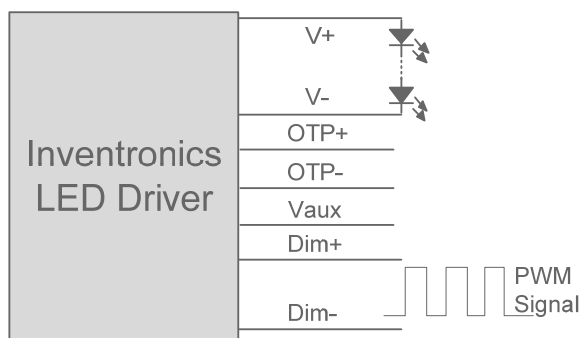 Inventronics
LED Driver
V+
V-
OTP+
OTP-
Vaux
Dim+
Dim-
PWM
Signal